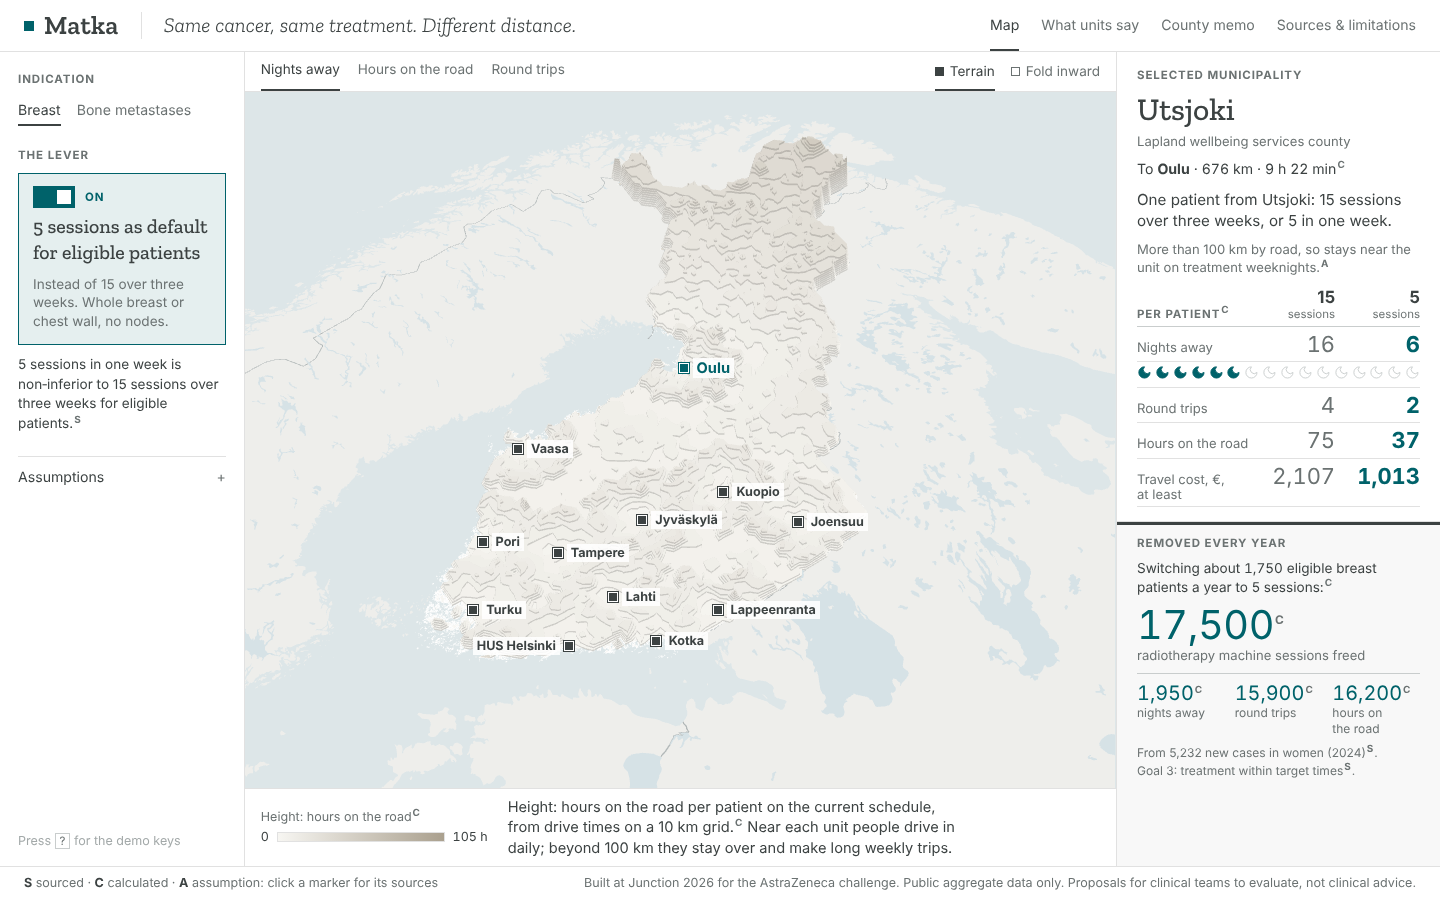 Matka
Same cancer, same treatment. Different distance.
Map
What units say
County memo
Sources & limitations
INDICATION
Breast
Bone metastases
THE LEVER
ON
5 sessions as default
for eligible patients
Instead of 15 over three
weeks. Whole breast or
chest wall, no nodes.
5 sessions in one week is
non-inferior to 15 sessions over
three weeks for eligible
patients.S
Assumptions +
Press ? for the demo keys
Nights away
Hours on the road
Round trips
Terrain
Fold inward
Oulu
Vaasa
Kuopio
Jyväskylä
Joensuu
Pori
Tampere
Lahti
Turku
Lappeenranta
HUS Helsinki
Kotka
Height: hours on the roadC
0 105 h
Height: hours on the road per patient on the current schedule,
from drive times on a 10 km grid.C Near each unit people drive in
daily; beyond 100 km they stay over and make long weekly trips.
SELECTED MUNICIPALITY
Utsjoki
Lapland wellbeing services county
To Oulu · 676 km · 9 h 22 minC
One patient from Utsjoki: 15 sessions
over three weeks, or 5 in one week.
More than 100 km by road, so stays near the
unit on treatment weeknights.A
15 5
PER PATIENTC sessions sessions
Nights away 16 6
Round trips 4 2
Hours on the road 75 37
Travel cost, €, 2,107 1,013
at least
REMOVED EVERY YEAR
Switching about 1,750 eligible breast
patients a year to 5 sessions:C
17,500C
radiotherapy machine sessions freed
1,950C 15,900C 16,200C
nights away round trips hours on
the road
From 5,232 new cases in women (2024)S.
Goal 3: treatment within target timesS.
S sourced · C calculated · A assumption: click a marker for its sources
Built at Junction 2026 for the AstraZeneca challenge. Public aggregate data only. Proposals for clinical teams to evaluate, not clinical advice.